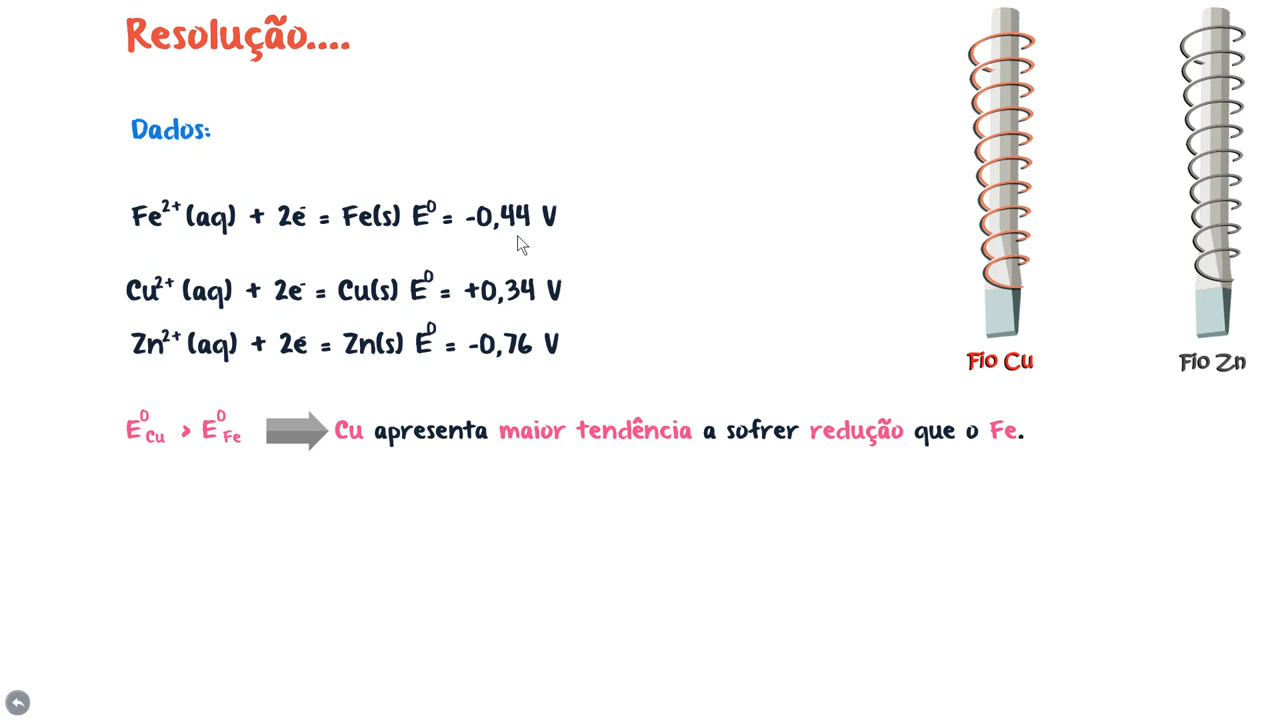 Resolução....
Dados:
Fe²⁺(aq) + 2e⁻ = Fe(s) E⁰ = -0,44 V
Cu²⁺(aq) + 2e⁻ = Cu(s) E⁰ = +0,34 V
Zn²⁺(aq) + 2e⁻ = Zn(s) E⁰ = -0,76 V
Fio Cu
Fio Zn
E⁰Cu > E⁰Fe Cu apresenta maior tendência a sofrer redução que o Fe.